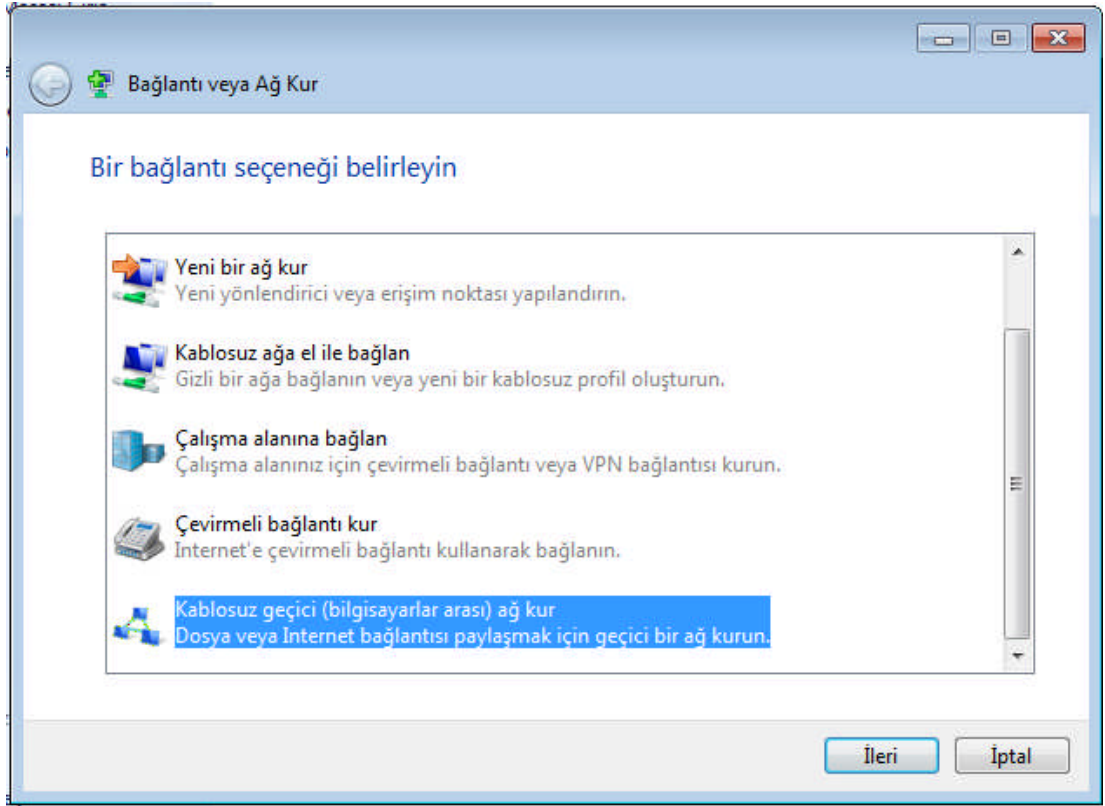 Bağlantı veya Ağ Kur
Bir bağlantı seçeneği belirleyin
Yeni bir ağ kur
Yeni yönlendirici veya erişim noktası yapılandırın.
Kablosuz ağa el ile bağlan
Gizli bir ağa bağlanın veya yeni bir kablosuz profil oluşturun.
Çalışma alanına bağlan
Çalışma alanınız için çevirmeli bağlantı veya VPN bağlantısı kurun.
Çevirmeli bağlantı kur
Internet'e çevirmeli bağlantı kullanarak bağlanın.
Kablosuz geçici (bilgisayarlar arası) ağ kur
Dosya veya Internet bağlantısı paylaşmak için geçici bir ağ kurun.
İleri
İptal